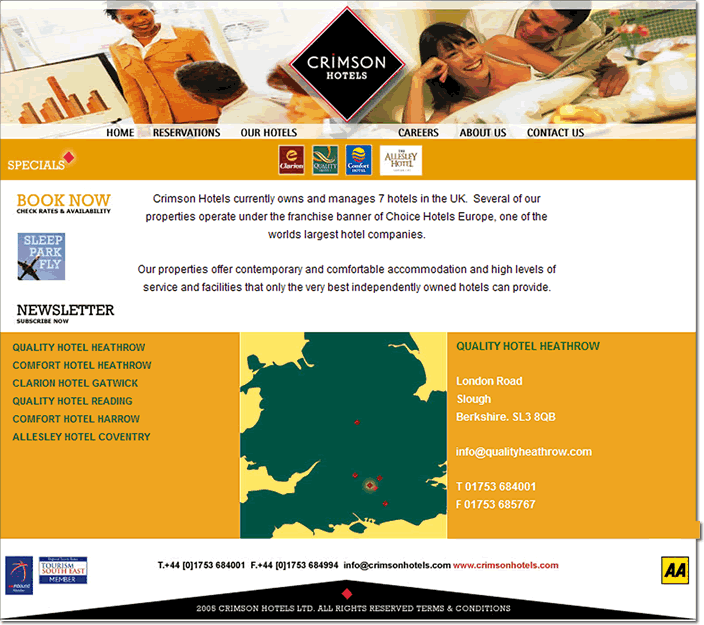 CRIMSON
HOTELS
HOME RESERVATIONS OUR HOTELS CAREERS ABOUT US CONTACT US
SPECIALS
Clarion
QUALITY
Comfort
HOTEL
THE
ALLESLEY
HOTEL
BOOK NOW
CHECK RATES & AVAILABILITY
Crimson Hotels currently owns and manages 7 hotels in the UK. Several of our
properties operate under the franchise banner of Choice Hotels Europe, one of the
worlds largest hotel companies.
SLEEP
PARK
FLY
Our properties offer contemporary and comfortable accommodation and high levels of
service and facilities that only the very best independently owned hotels can provide.
NEWSLETTER
SUBSCRIBE NOW
QUALITY HOTEL HEATHROW
COMFORT HOTEL HEATHROW
CLARION HOTEL GATWICK
QUALITY HOTEL READING
COMFORT HOTEL HARROW
ALLESLEY HOTEL COVENTRY
QUALITY HOTEL HEATHROW
London Road
Slough
Berkshire. SL3 8QB
info@qualityheathrow.com
T 01753 684001
F 01753 685767
TOURISM
SOUTH EAST
MEMBER
T.+44 [0]1753 684001 F.+44 [0]1753 684994 info@crimsonhotels.com www.crimsonhotels.com
AA
2005 CRIMSON HOTELS LTD. ALL RIGHTS RESERVED TERMS & CONDITIONS